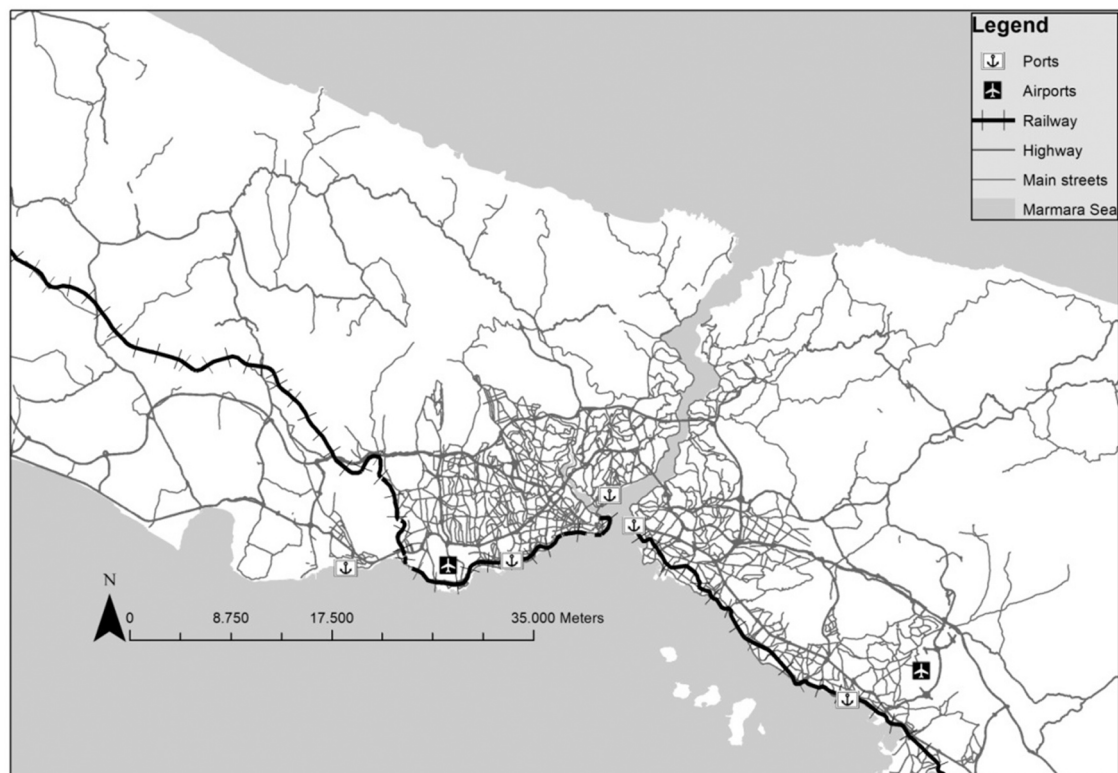 Legend
Ports
Airports
Railway
Highway
Main streets
Marmara Sea
N
0 8.750 17.500 35.000 Meters